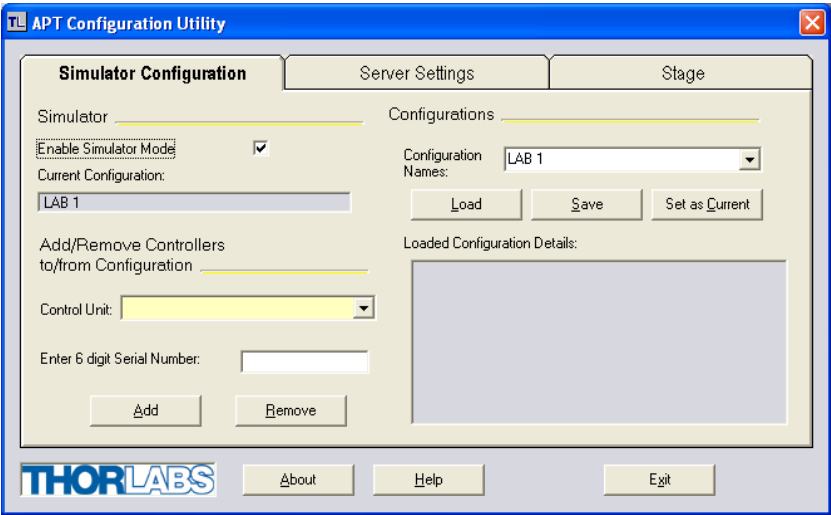 TL APT Configuration Utility
Simulator Configuration
Server Settings
Stage
Simulator
Enable Simulator Mode
Current Configuration:
LAB 1
Add/Remove Controllers
to/from Configuration
Control Unit:
Enter 6 digit Serial Number:
Add
Remove
Configurations
Configuration
Names:
LAB 1
Load
Save
Set as Current
Loaded Configuration Details:
THORLABS
About
Help
Exit